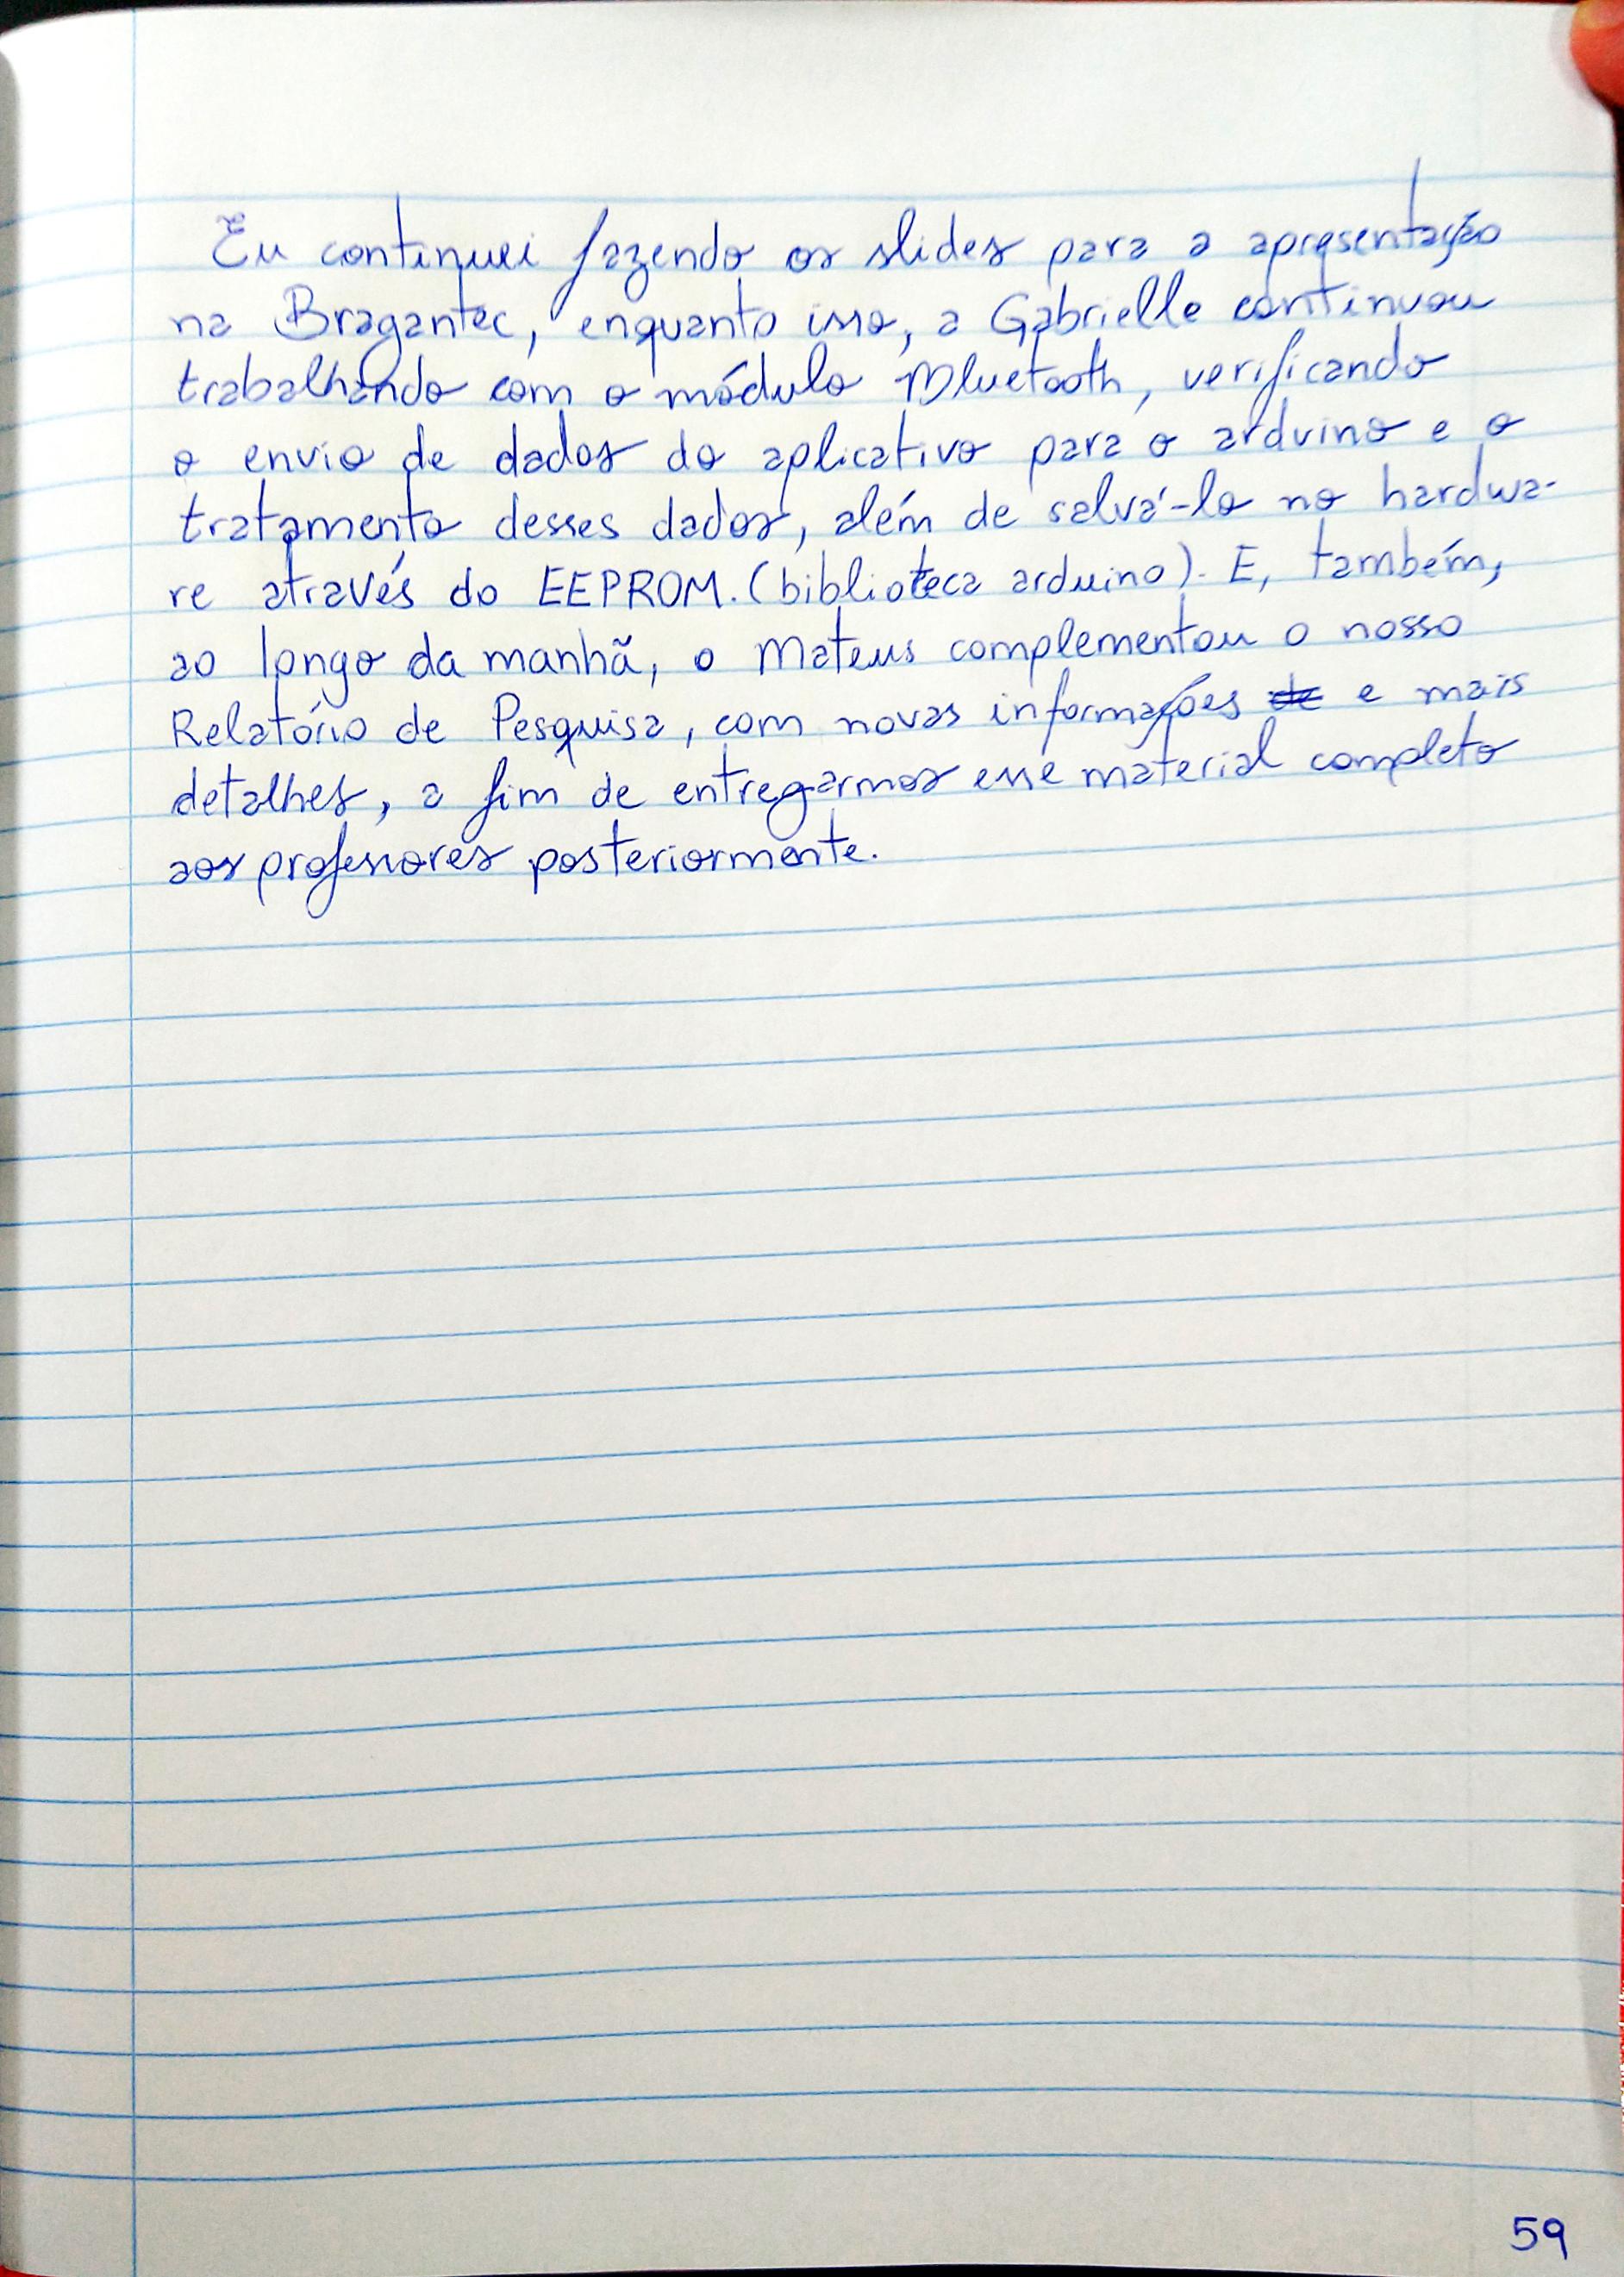 Eu continuei fazendo os slides para a apresentação
na Bragantec, enquanto isso, a Gabrielle continuou
trabalhando com o módulo Bluetooth, verificando
o envio de dados do aplicativo para o arduino e o
tratamento desses dados, além de salvá-lo no hardwa-
re através do EEPROM. (biblioteca arduino). E, também,
ao longo da manhã, o Mateus complementou o nosso
Relatório de Pesquisa, com novas informações de e mais
detalhes, a fim de entregarmos esse material completo
aos professores posteriormente.
59